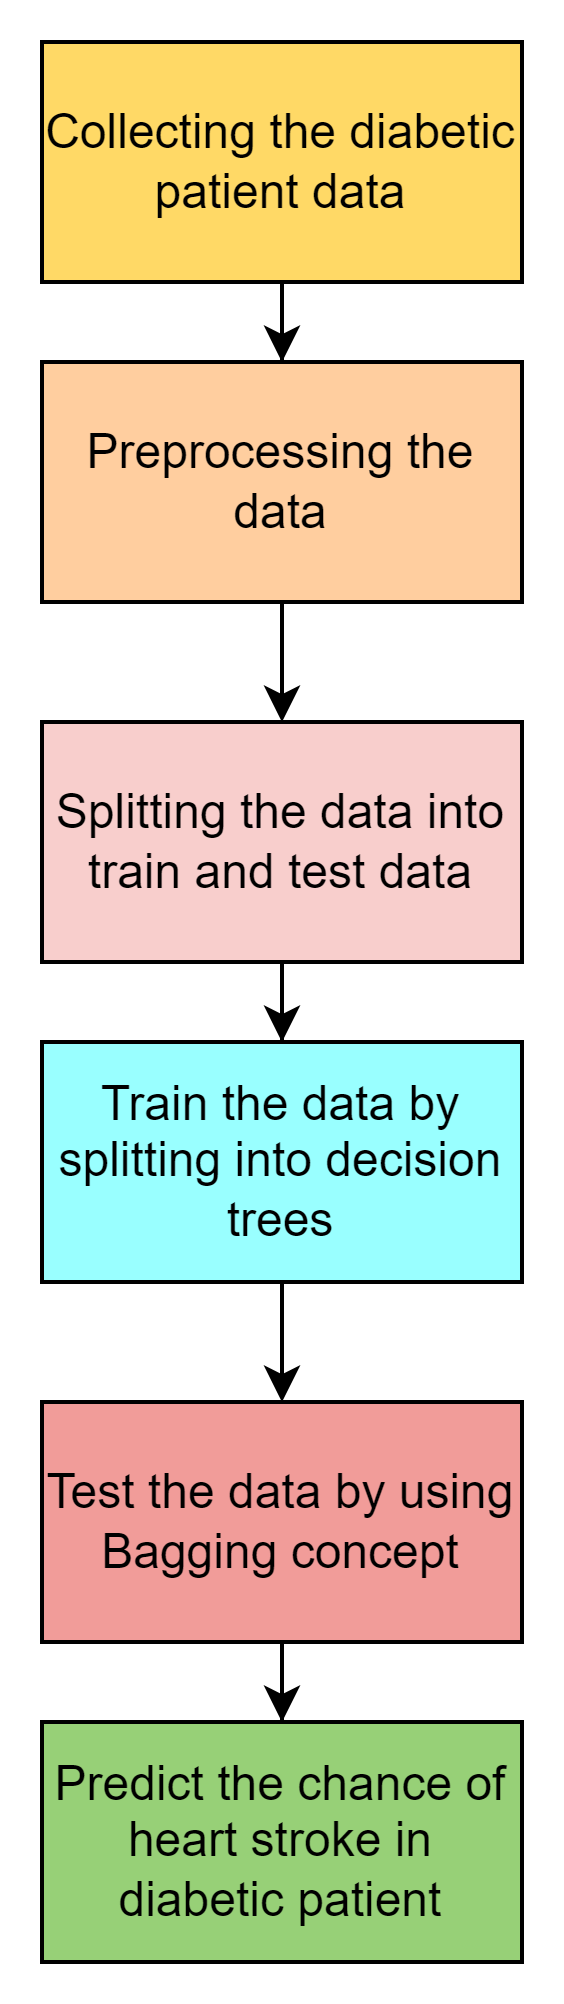 Collecting the diabetic
patient data
Preprocessing the
data
Splitting the data into
train and test data
Train the data by
splitting into decision
trees
Test the data by using
Bagging concept
Predict the chance of
heart stroke in
diabetic patient